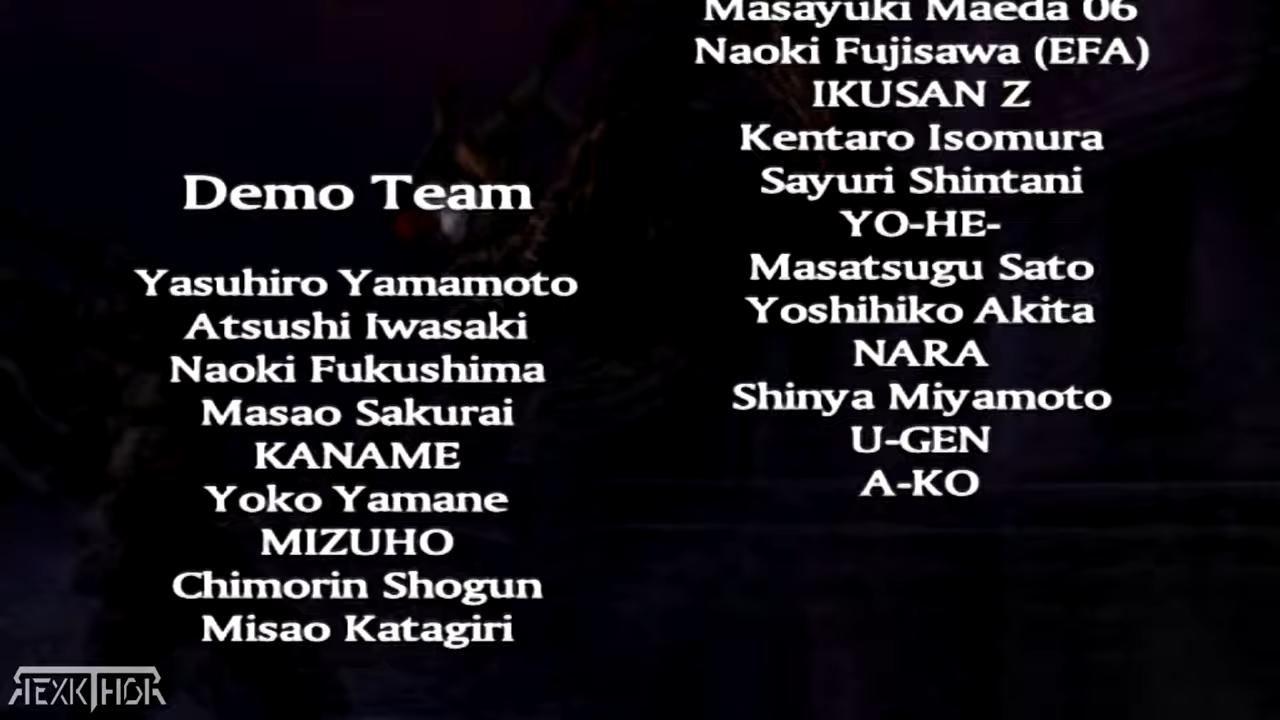 Demo Team
Yasuhiro Yamamoto
Atsushi Iwasaki
Naoki Fukushima
Masao Sakurai
KANAME
Yoko Yamane
MIZUHO
Chimorin Shogun
Misao Katagiri
Masayuki Maeda 06
Naoki Fujisawa (EFA)
IKUSAN Z
Kentaro Isomura
Sayuri Shintani
YO-HE-
Masatsugu Sato
Yoshihiko Akita
NARA
Shinya Miyamoto
U-GEN
A-KO